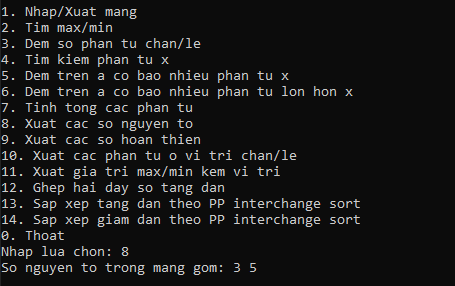 1. Nhap/Xuat mang
2. Tim max/min
3. Dem so phan tu chan/le
4. Tim kiem phan tu x
5. Dem tren a co bao nhieu phan tu x
6. Dem tren a co bao nhieu phan tu lon hon x
7. Tinh tong cac phan tu
8. Xuat cac so nguyen to
9. Xuat cac so hoan thien
10. Xuat cac phan tu o vi tri chan/le
11. Xuat gia tri max/min kem vi tri
12. Ghep hai day so tang dan
13. Sap xep tang dan theo PP interchange sort
14. Sap xep giam dan theo PP interchange sort
0. Thoat
Nhap lua chon: 8
So nguyen to trong mang gom: 3 5